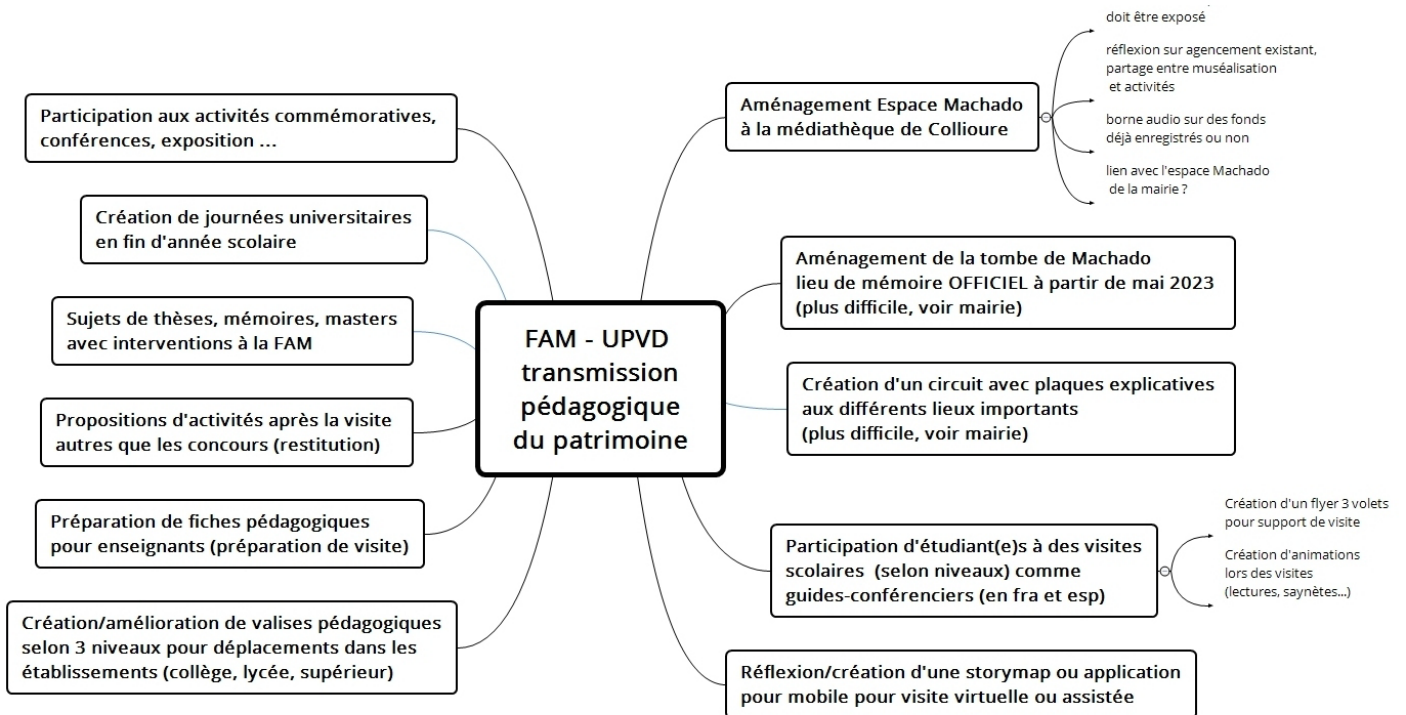 FAM - UPVD
transmission
pédagogique
du patrimoine
Participation aux activités commémoratives,
conférences, exposition ...
Création de journées universitaires
en fin d'année scolaire
Sujets de thèses, mémoires, masters
avec interventions à la FAM
Propositions d'activités après la visite
autres que les concours (restitution)
Préparation de fiches pédagogiques
pour enseignants (préparation de visite)
Création/amélioration de valises pédagogiques
selon 3 niveaux pour déplacements dans les
établissements (collège, lycée, supérieur)
Aménagement Espace Machado
à la médiathèque de Collioure
doit être exposé
réflexion sur agencement existant,
partage entre muséalisation
et activités
borne audio sur des fonds
déjà enregistrés ou non
lien avec l'espace Machado
de la mairie ?
Aménagement de la tombe de Machado
lieu de mémoire OFFICIEL à partir de mai 2023
(plus difficile, voir mairie)
Création d'un circuit avec plaques explicatives
aux différents lieux importants
(plus difficile, voir mairie)
Participation d'étudiant(e)s à des visites
scolaires (selon niveaux) comme
guides-conférenciers (en fra et esp)
Création d'un flyer 3 volets
pour support de visite
Création d'animations
lors des visites
(lectures, saynètes...)
Réflexion/création d'une storymap ou application
pour mobile pour visite virtuelle ou assistée